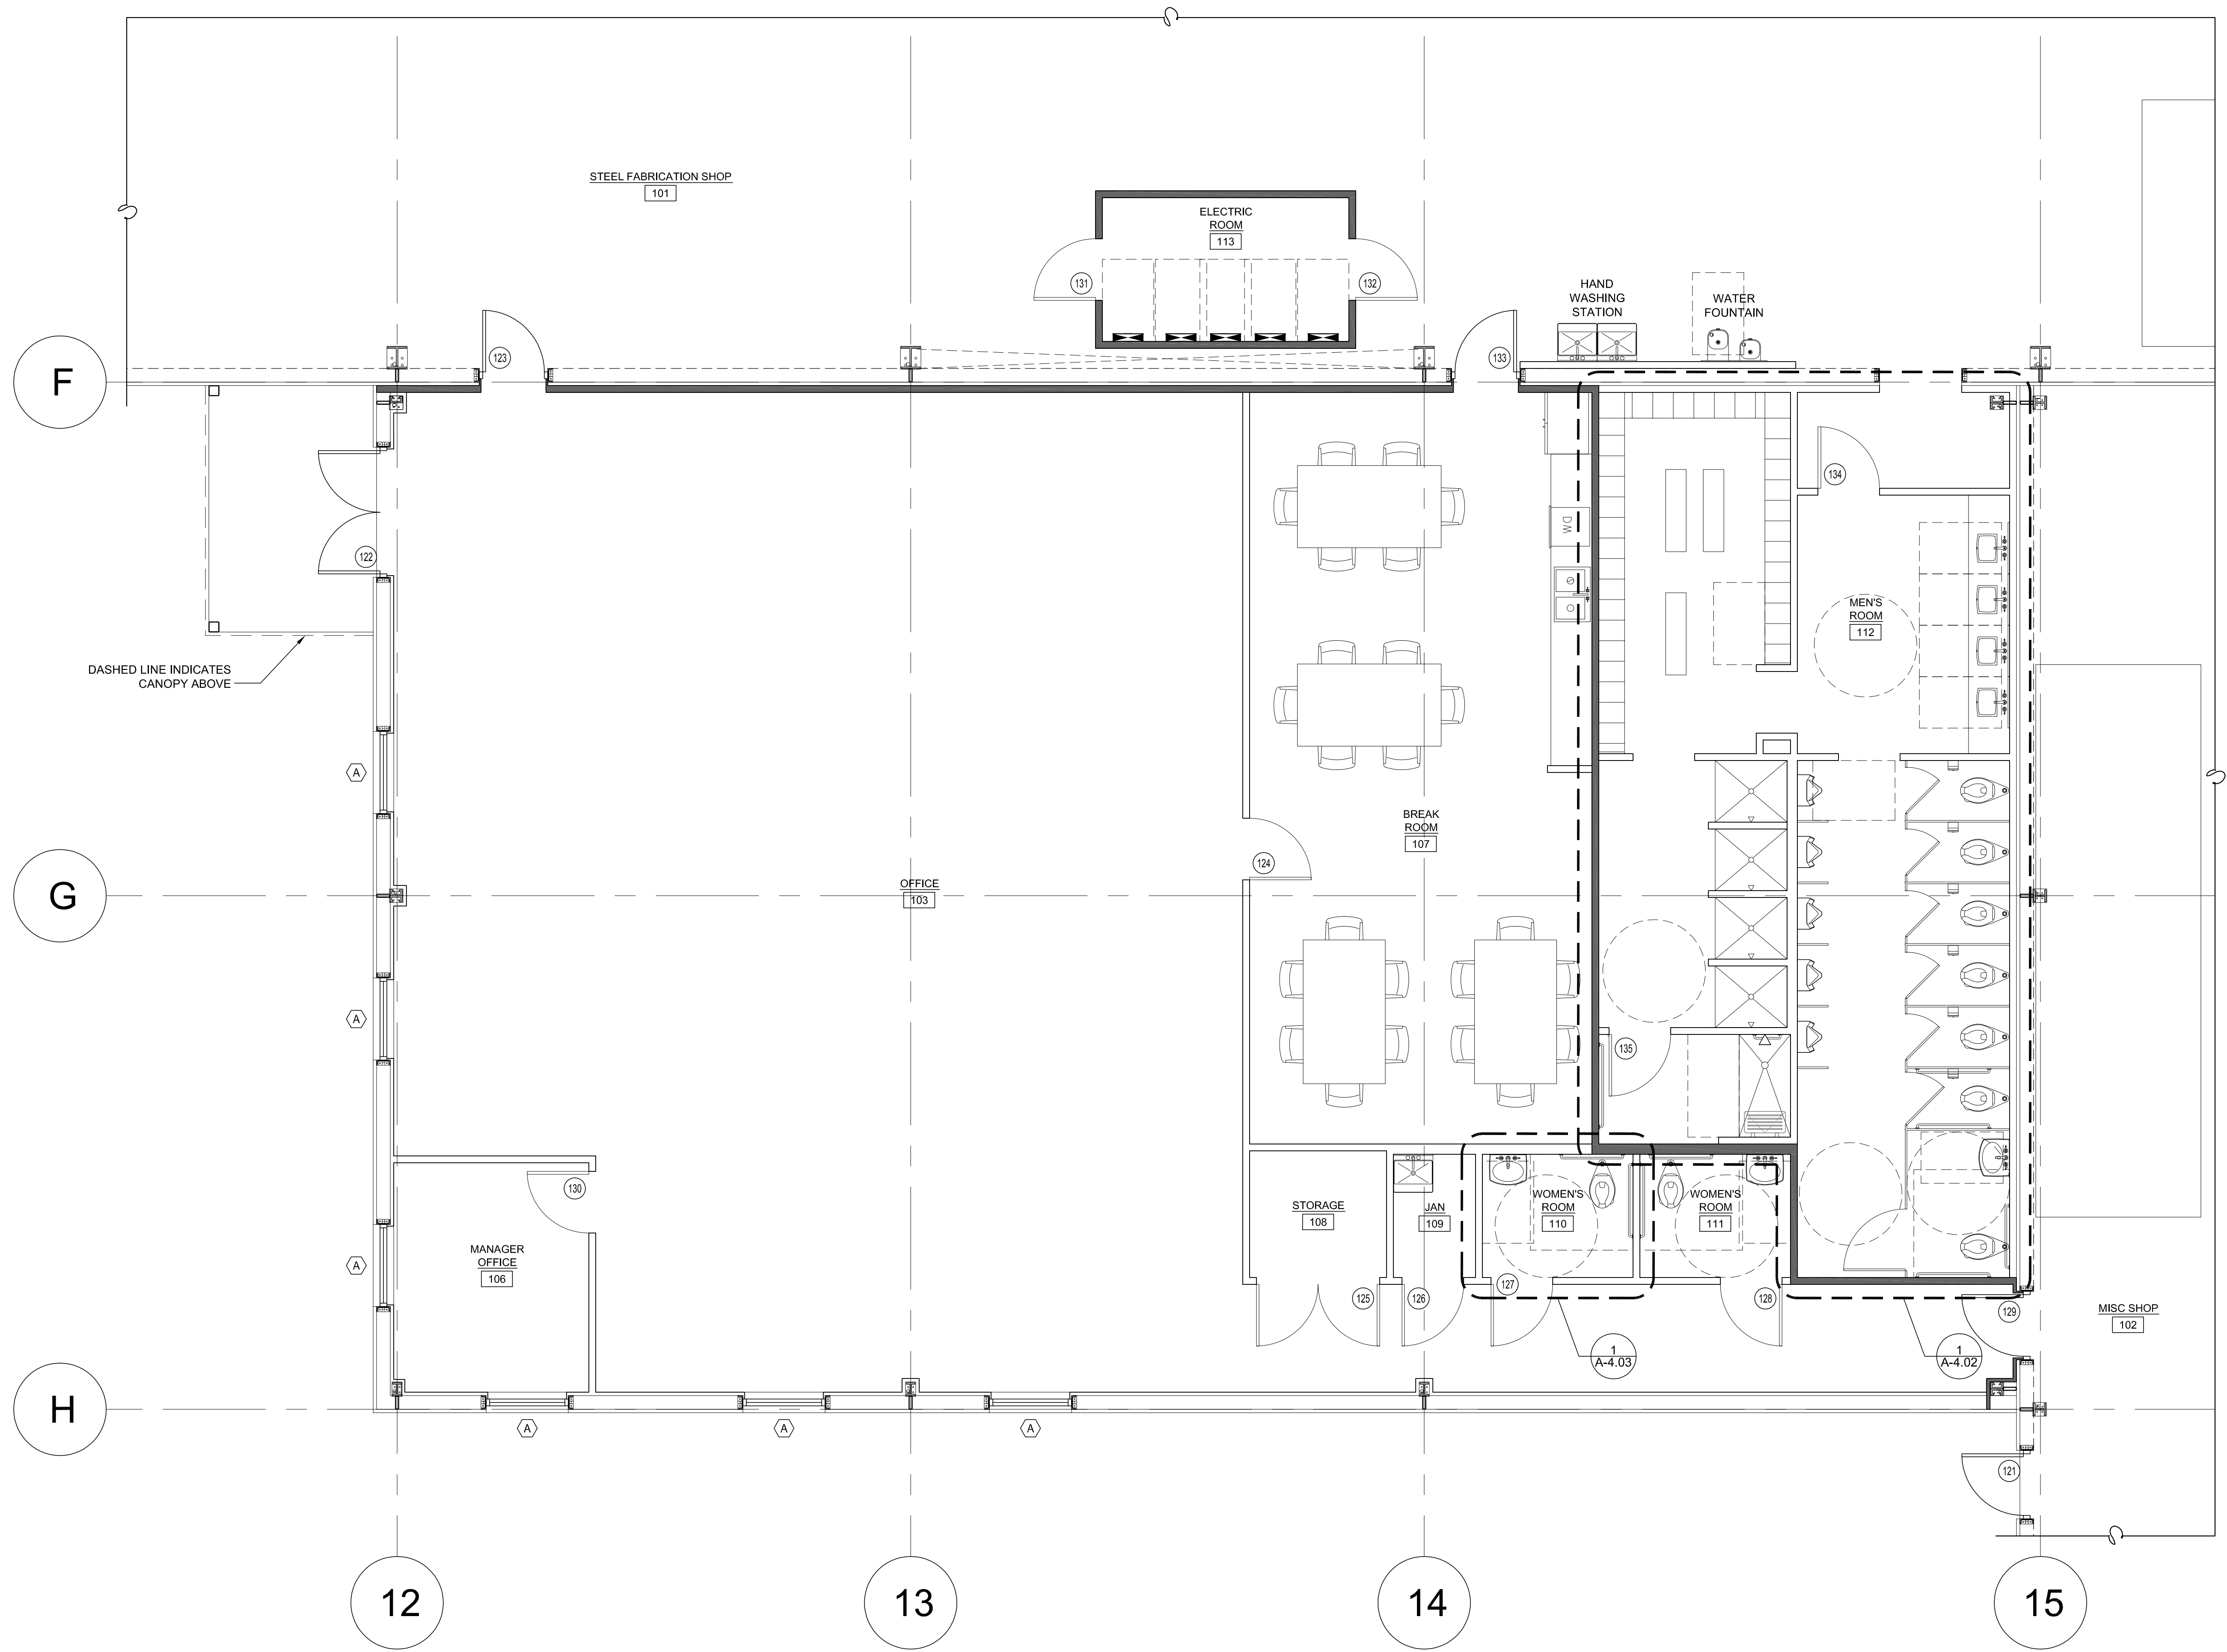 STEEL FABRICATION SHOP
101
ELECTRIC
ROOM
113
131
132
HAND
WASHING
STATION
WATER
FOUNTAIN
F
123
133
134
122
DW
MEN'S
ROOM
112
DASHED LINE INDICATES
CANOPY ABOVE
A
BREAK
ROOM
107
124
G
OFFICE
103
A
135
130
STORAGE
108
JAN
109
WOMEN'S
ROOM
110
WOMEN'S
ROOM
111
MANAGER
OFFICE
106
A
125
126
127
128
129
MISC SHOP
102
1
A-4.03
1
A-4.02
H
A
A
A
121
12
13
14
15